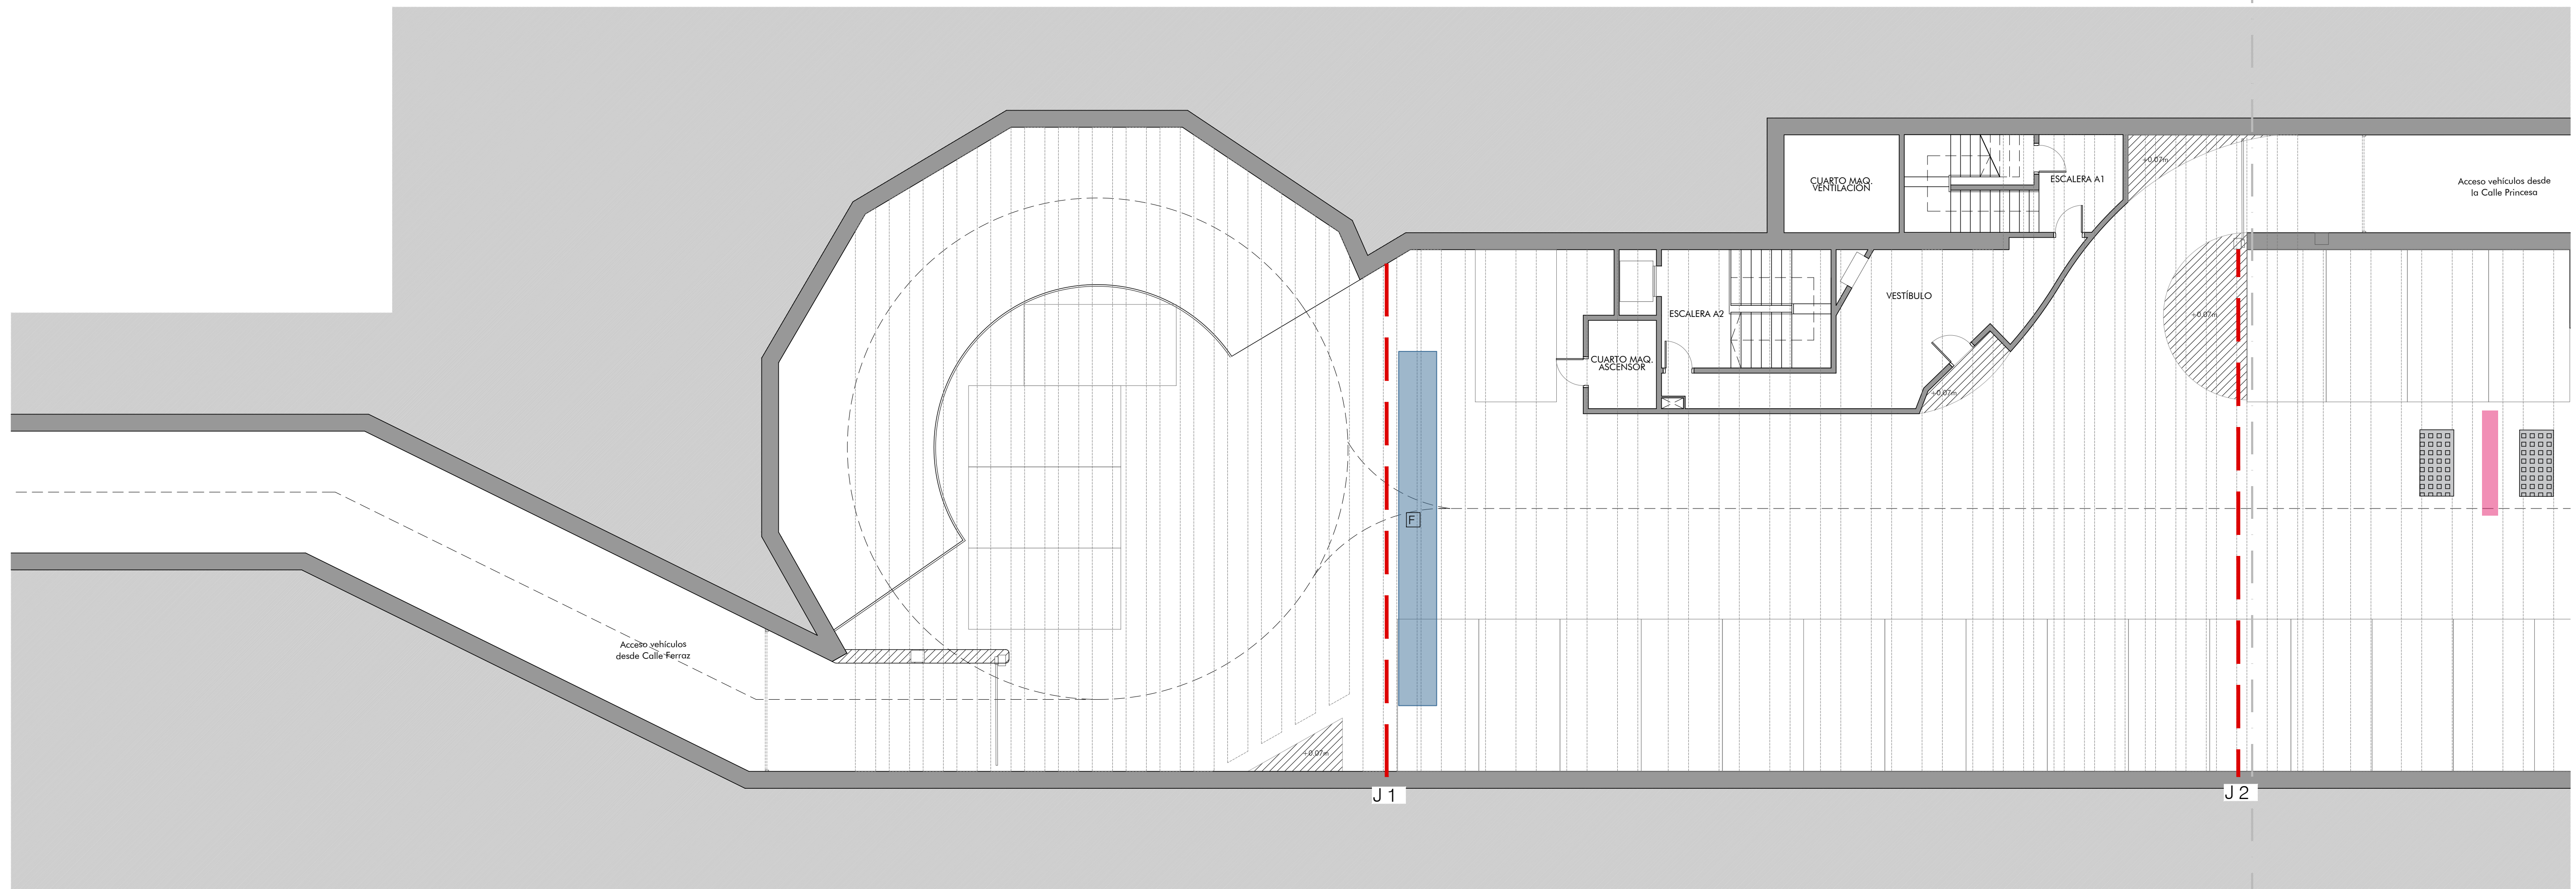 +0.07m
CUARTO MAQ.
VENTILACIÓN
ESCALERA A1
Acceso vehículos desde
la Calle Princesa
VESTÍBULO
ESCALERA A2
+0.07m
CUARTO MAQ.
ASCENSOR
+0.07m
F
Acceso vehículos
desde Calle Ferraz
+0.07m
J 1
J 2